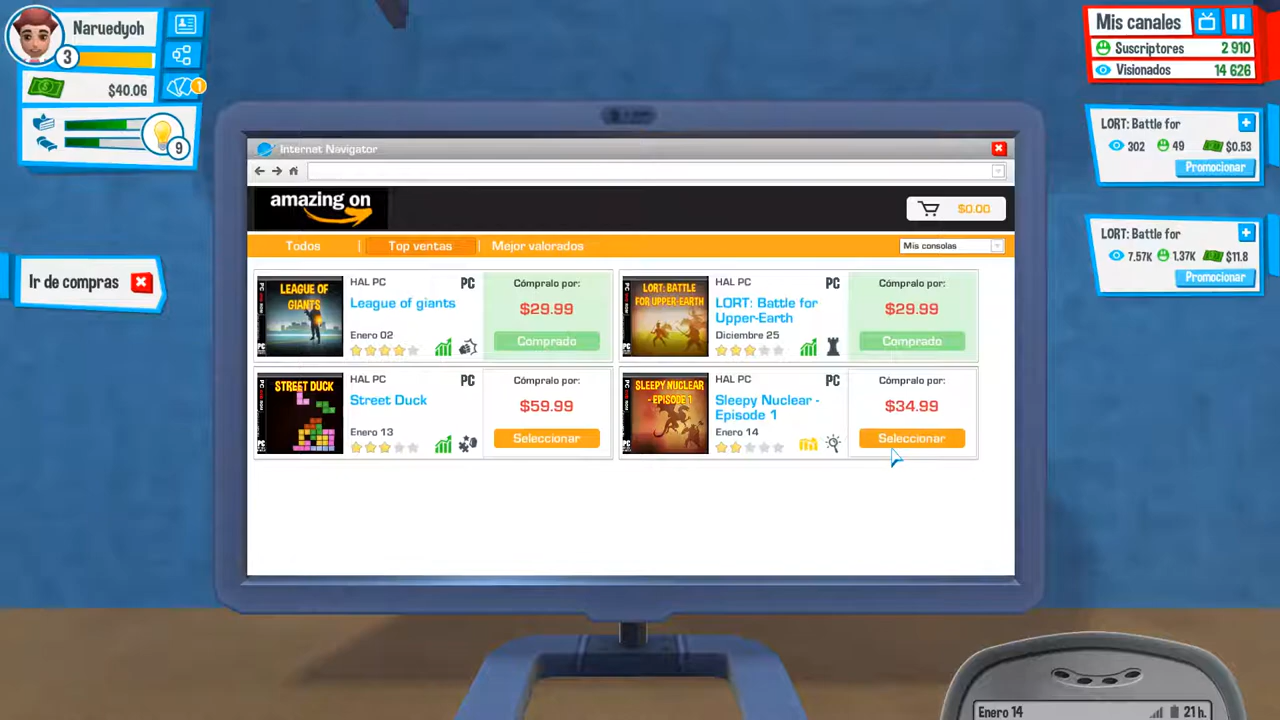 Naruedyoh
3
$40.06
1
9
Ir de compras
Mis canales
Suscriptores 2 910
Visionados 14 626
LORT: Battle for
302 49 $0.53
Promocionar
LORT: Battle for
7.57K 1.37K $11.8
Promocionar
Internet Navigator
amazing on
$0.00
Todos | Top ventas | Mejor valorados
Mis consolas
LEAGUE OF GIANTS
HAL PC PC
League of giants
Enero 02
Cómpralo por:
$29.99
Comprado
LORT: BATTLE FOR UPPER-EARTH
HAL PC PC
LORT: Battle for
Upper-Earth
Diciembre 25
Cómpralo por:
$29.99
Comprado
STREET DUCK
HAL PC PC
Street Duck
Enero 13
Cómpralo por:
$59.99
Seleccionar
SLEEPY NUCLEAR - EPISODE 1
HAL PC PC
Sleepy Nuclear -
Episode 1
Enero 14
Cómpralo por:
$34.99
Seleccionar
Enero 14 21 h.